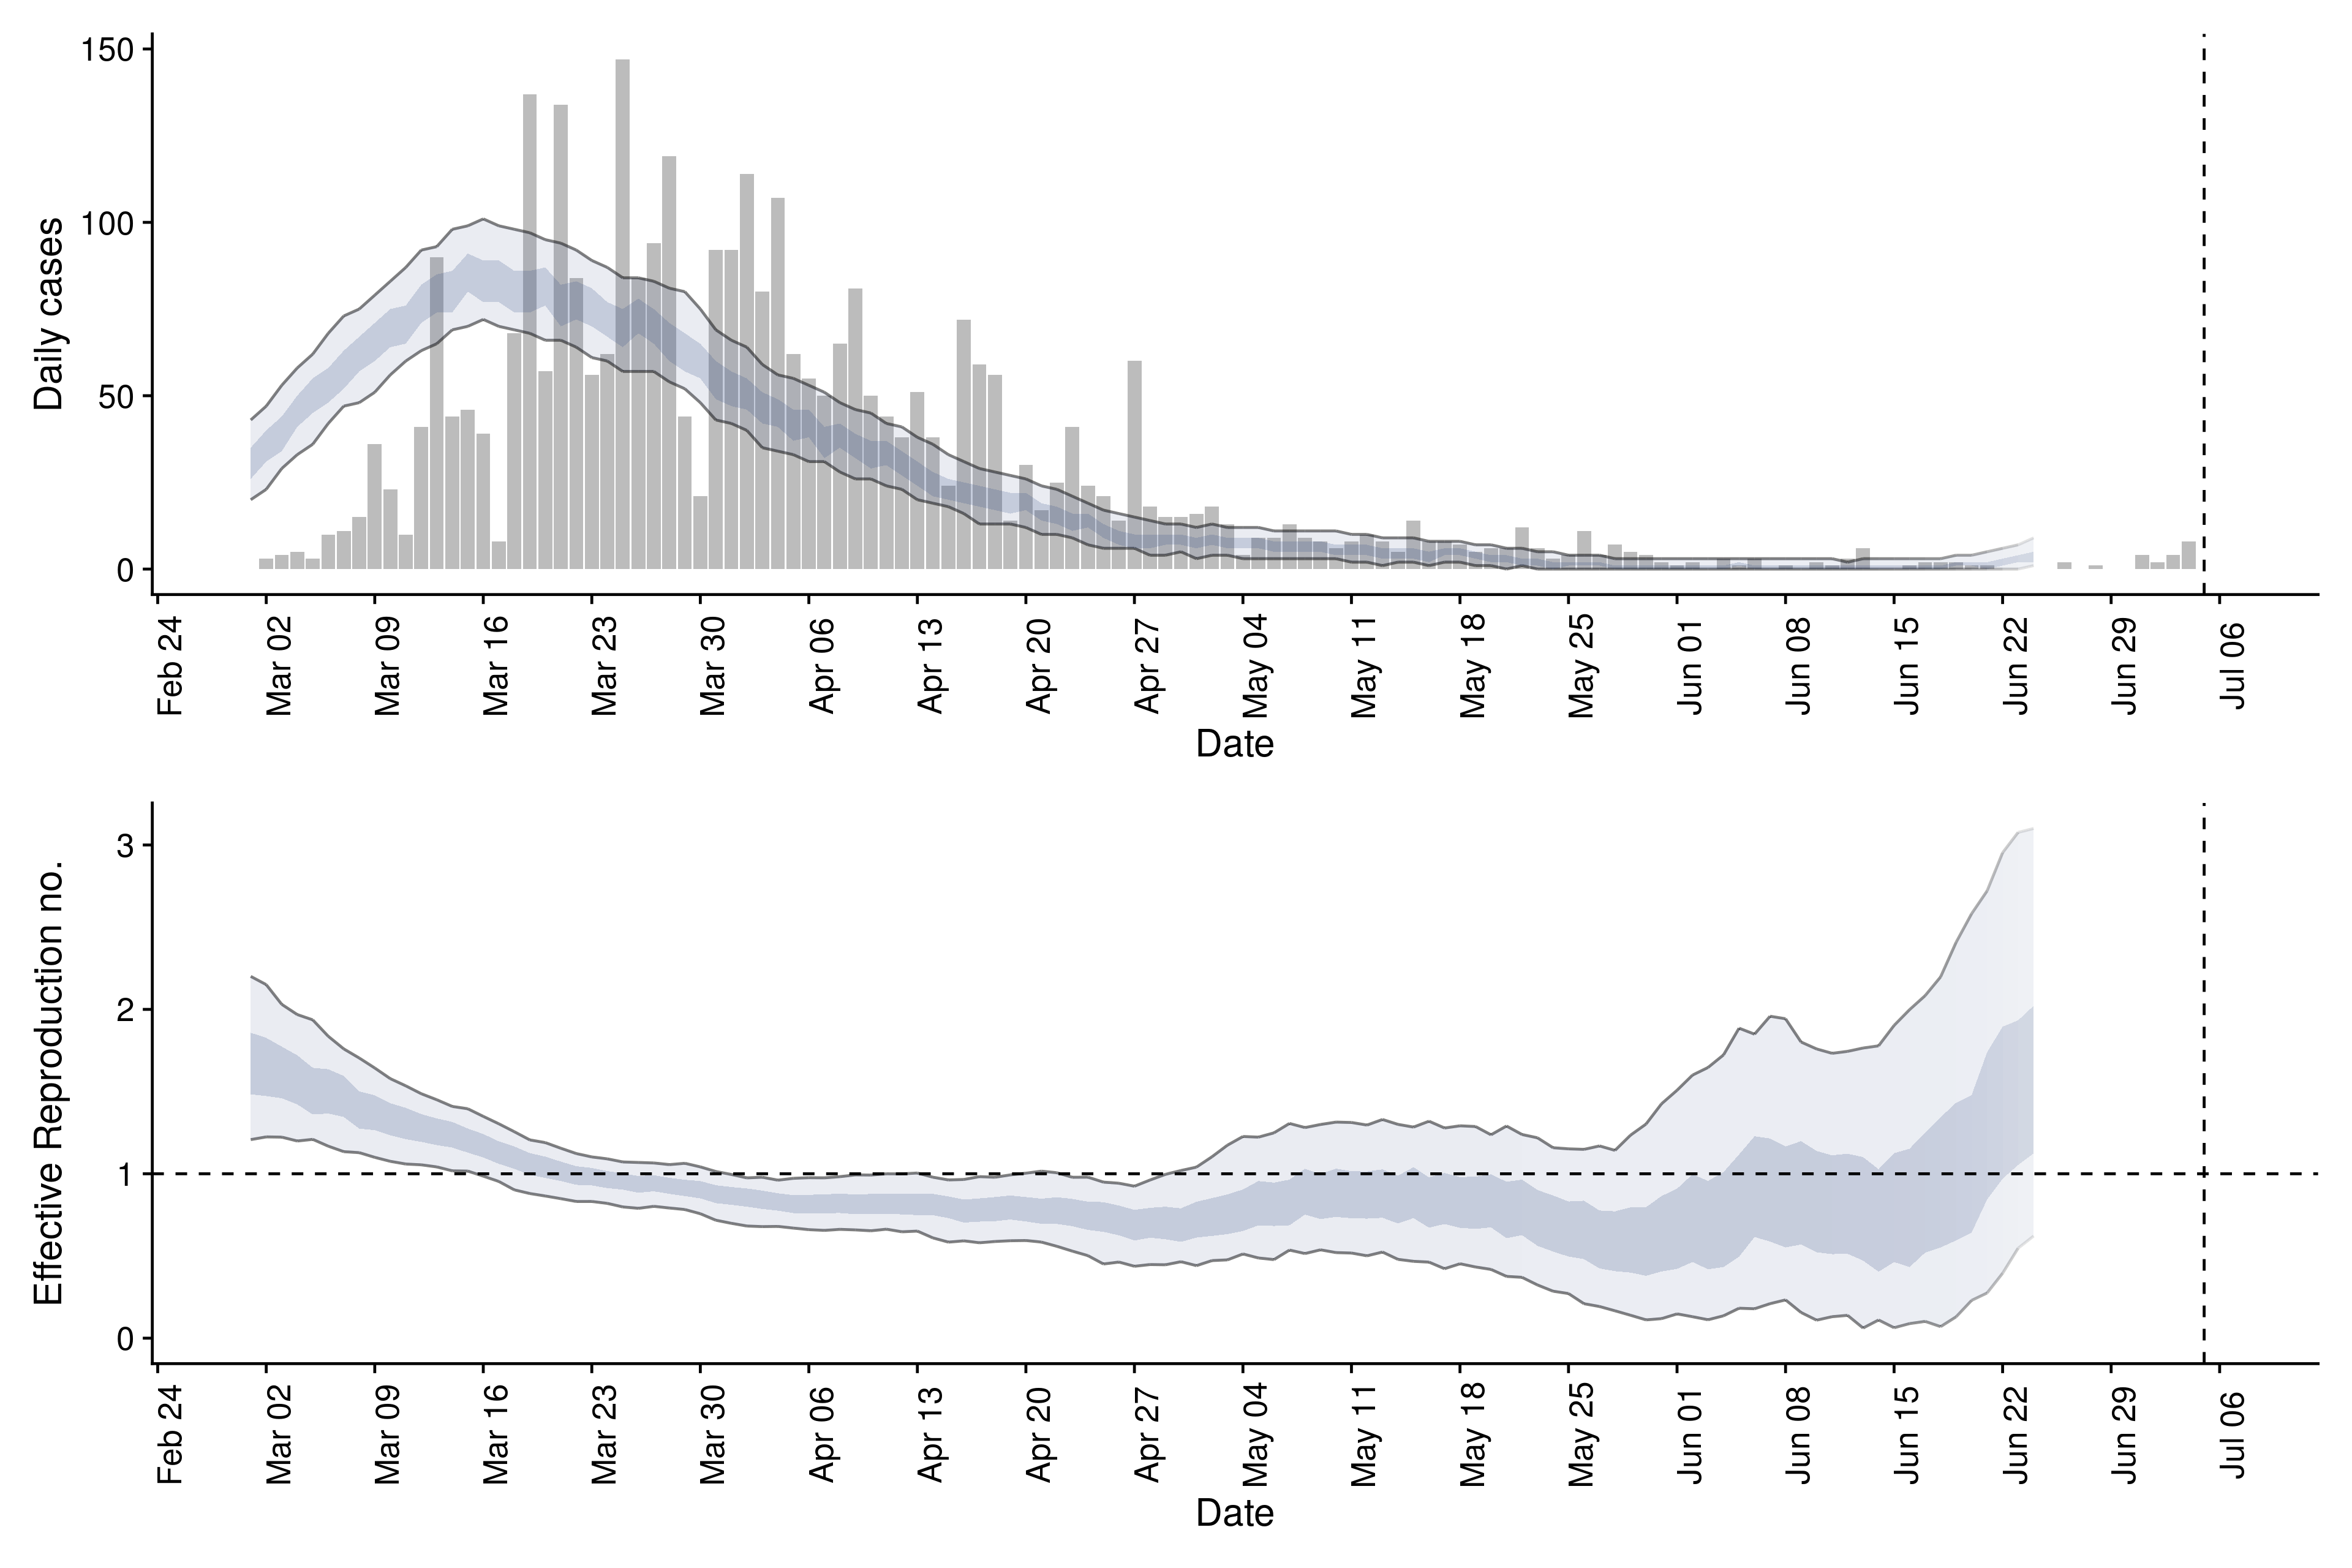 Daily cases
150
100
50
0
Feb 24
Mar 02
Mar 09
Mar 16
Mar 23
Mar 30
Apr 06
Apr 13
Apr 20
Apr 27
May 04
May 11
May 18
May 25
Jun 01
Jun 08
Jun 15
Jun 22
Jun 29
Jul 06
Date
Effective Reproduction no.
3
2
1
0
Feb 24
Mar 02
Mar 09
Mar 16
Mar 23
Mar 30
Apr 06
Apr 13
Apr 20
Apr 27
May 04
May 11
May 18
May 25
Jun 01
Jun 08
Jun 15
Jun 22
Jun 29
Jul 06
Date